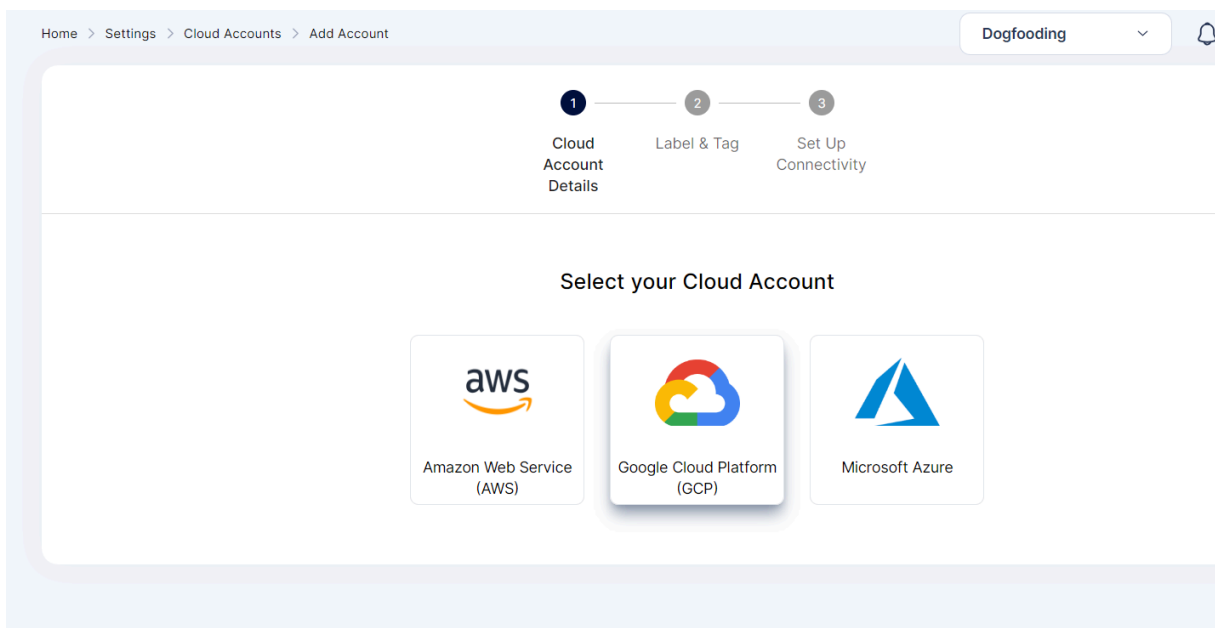 Home > Settings > Cloud Accounts > Add Account
Dogfooding
1
2
3
Cloud
Account
Details
Label & Tag
Set Up
Connectivity
Select your Cloud Account
aws
Amazon Web Service
(AWS)
Google Cloud Platform
(GCP)
Microsoft Azure